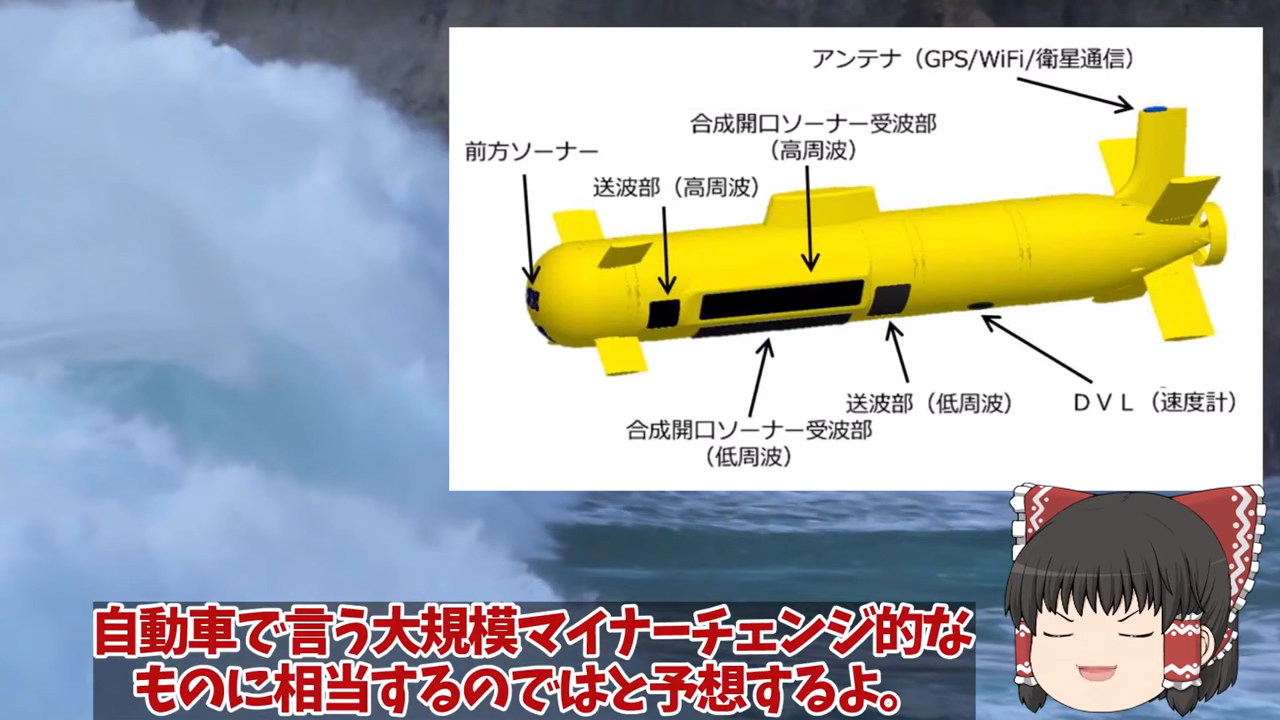 アンテナ（GPS/WiFi/衛星通信）
合成開口ソーナー受波部
（高周波）
前方ソーナー
送波部（高周波）
送波部（低周波）
ＤＶＬ（速度計）
合成開口ソーナー受波部
（低周波）
自動車で言う大規模マイナーチェンジ的な
ものに相当するのではと予想するよ。